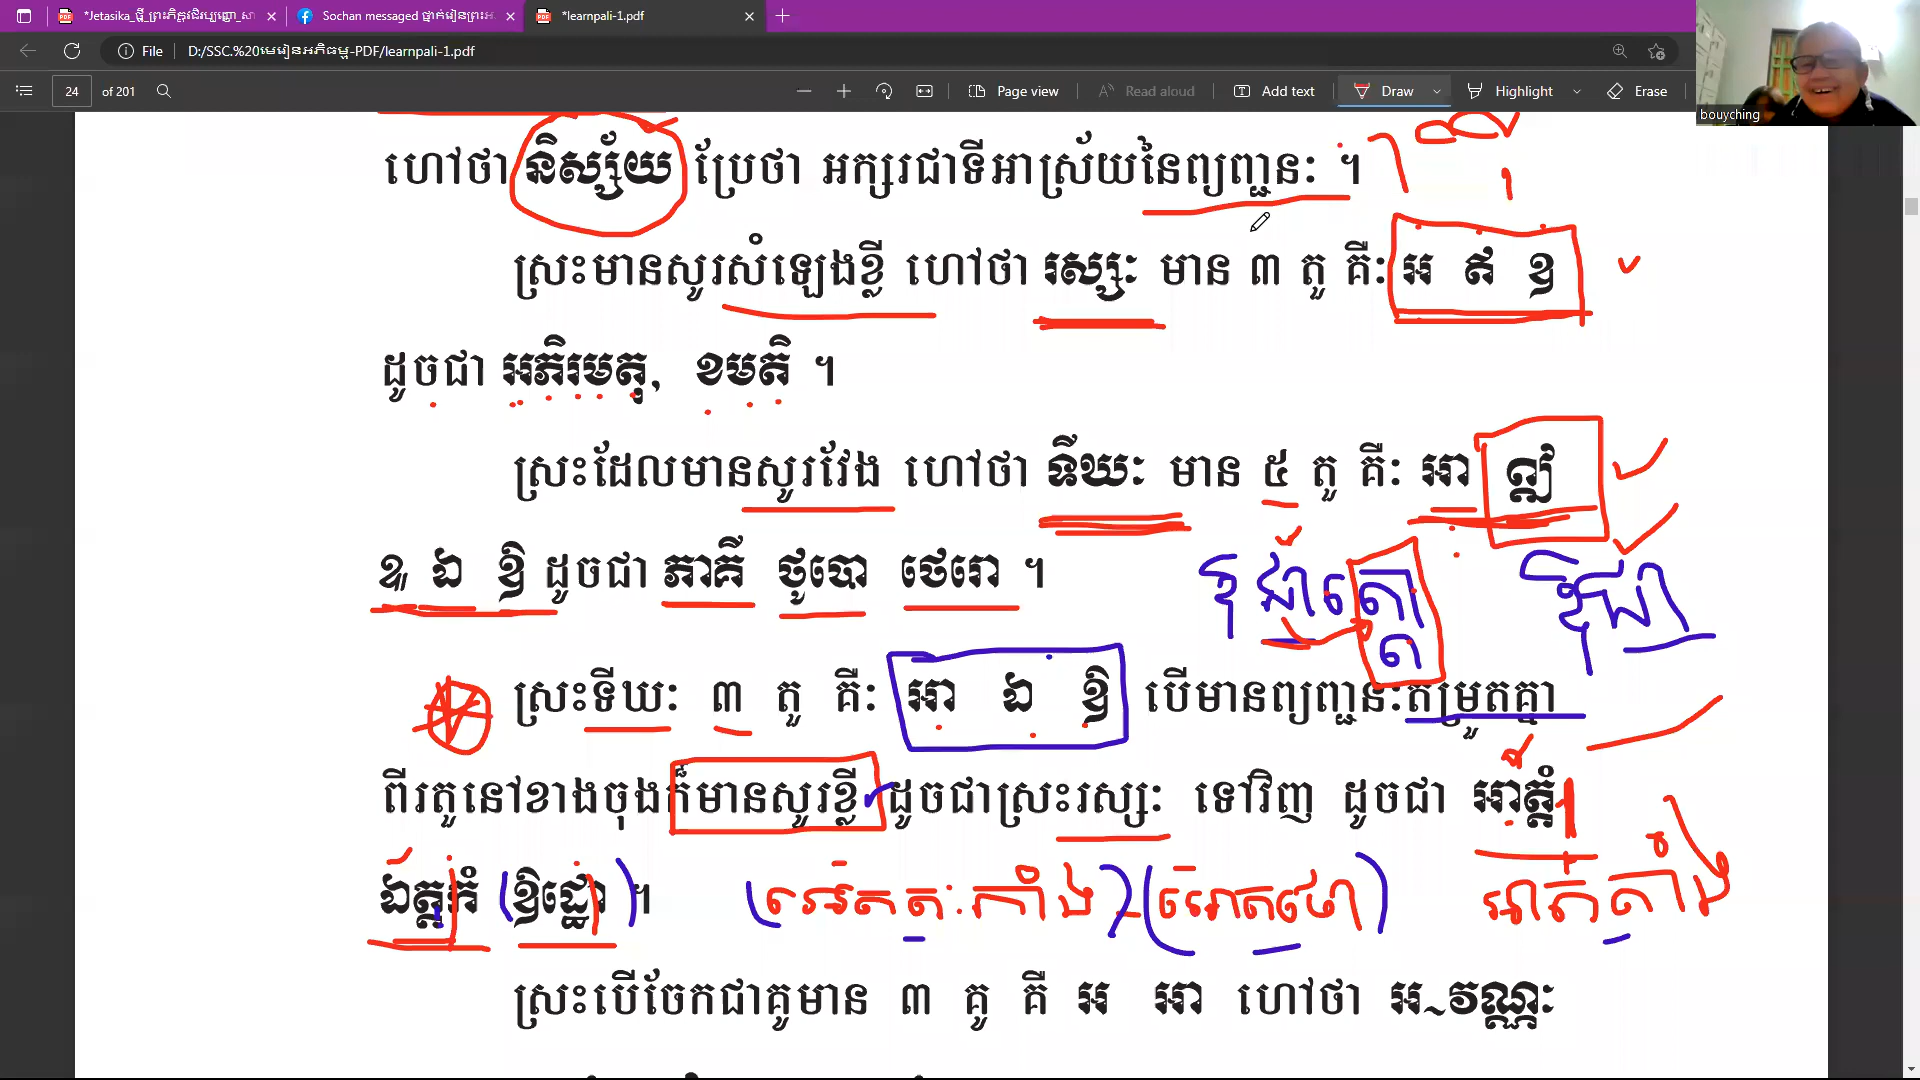 *Jetasika_ធ្មី_ព្រះភិក្ខុវជិរប្បញ្ញោ_សា
Sochan messaged ថ្នាក់រៀនព្រះអ
*learnpali-1.pdf
File D:/SSC.%20មេរៀនអភិធម្ម-PDF/learnpali-1.pdf
24 of 201 Page view Read aloud Add text Draw Highlight Erase
bouyching
ហៅថា និស្ស័យ ប្រែថា អក្សរជាទីអាស្រ័យនៃព្យញ្ជនៈ ។
ស្រះមានសូរសំឡេងខ្លី ហៅថា រស្សៈ មាន ៣ តួ គឺៈ អ ឥ ឧ
ដូចជា អភិរមតុ, ខមតិ ។
ស្រះដែលមានសូរវែង ហៅថា ទីឃៈ មាន ៥ តួ គឺៈ អា ឦ
ឩ ឯ ឱ ដូចជា ភាគី ថូបោ ថេរោ ។
ស្រះទីឃៈ ៣ តួ គឺៈ អា ឯ ឱ បើមានព្យញ្ជនៈតម្រួតគ្នា
ពីរតួនៅខាងចុងក៏មានសូរខ្លី ដូចជាស្រះរស្សៈ ទៅវិញ ដូចជា អាត្តំ
ឯត្តកំ ឱដ្ឋោ ។
ស្រះបើចែកជាគូមាន ៣ គូ គឺ អ អា ហៅថា អ~វណ្ណៈ